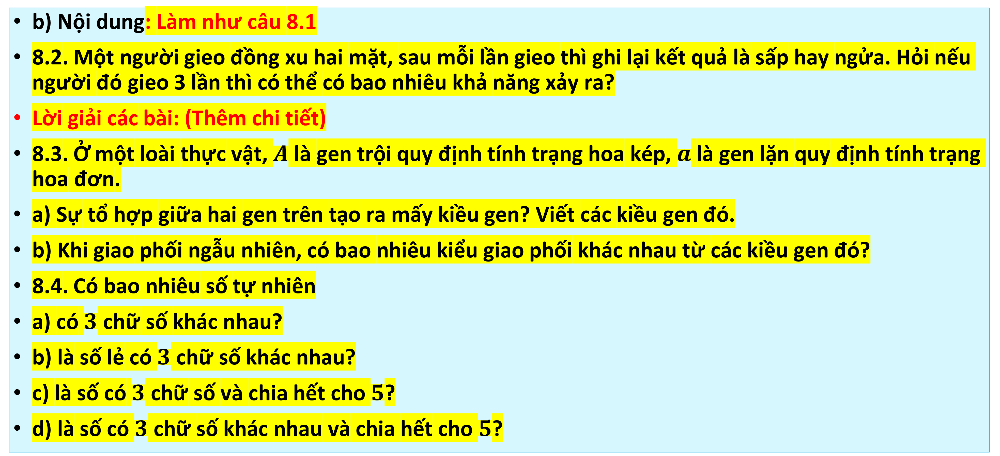 • b) Nội dung: Làm như câu 8.1
• 8.2. Một người gieo đồng xu hai mặt, sau mỗi lần gieo thì ghi lại kết quả là sấp hay ngửa. Hỏi nếu
người đó gieo 3 lần thì có thể có bao nhiêu khả năng xảy ra?
• Lời giải các bài: (Thêm chi tiết)
• 8.3. Ở một loài thực vật, A là gen trội quy định tính trạng hoa kép, a là gen lặn quy định tính trạng
hoa đơn.
• a) Sự tổ hợp giữa hai gen trên tạo ra mấy kiều gen? Viết các kiều gen đó.
• b) Khi giao phối ngẫu nhiên, có bao nhiêu kiểu giao phối khác nhau từ các kiều gen đó?
• 8.4. Có bao nhiêu số tự nhiên
• a) có 3 chữ số khác nhau?
• b) là số lẻ có 3 chữ số khác nhau?
• c) là số có 3 chữ số và chia hết cho 5?
• d) là số có 3 chữ số khác nhau và chia hết cho 5?